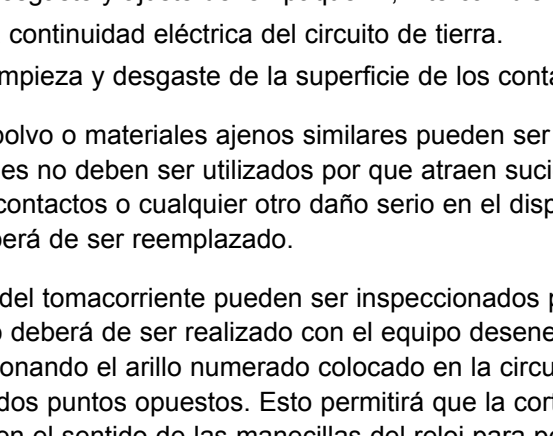 continuidad eléctrica del circuito de tierra.
mpieza y desgaste de la superficie de los conta
polvo o materiales ajenos similares pueden ser
es no deben ser utilizados por que atraen suci
contactos o cualquier otro daño serio en el disp
berá de ser reemplazado.
del tomacorriente pueden ser inspeccionados p
o deberá de ser realizado con el equipo desene
onando el arillo numerado colocado en la circu
dos puntos opuestos. Esto permitirá que la cor
en el sentido de las manecillas del reloj para p